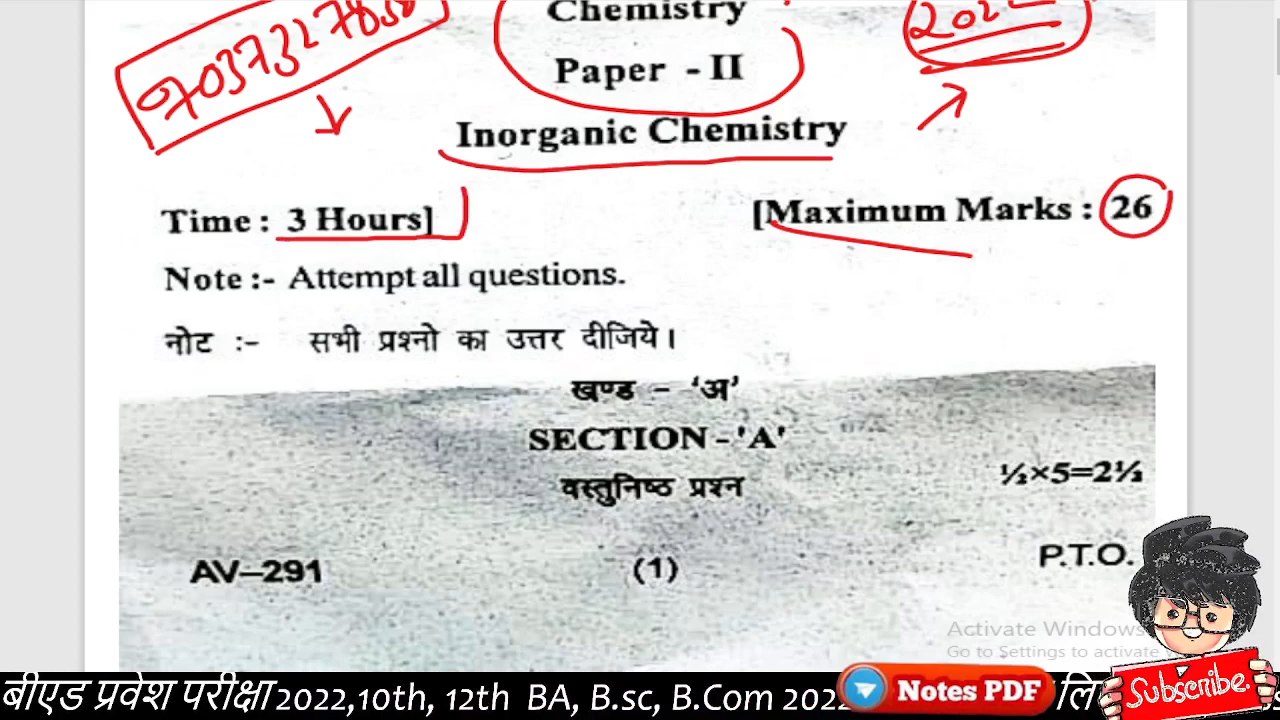 Chemistry
9037327838
Paper - II
Inorganic Chemistry
Time : 3 Hours] [Maximum Marks : 26
Note :- Attempt all questions.
नोट :- सभी प्रश्नो का उत्तर दीजिये।
खण्ड - 'अ'
SECTION - 'A'
वस्तुनिष्ठ प्रश्न ½×5=2½
AV–291 (1) P.T.O.
Activate Windows
Go to Settings to activate
बीएड प्रवेश परीक्षा 2022,10th, 12th BA, B.sc, B.Com 2022 लि
Notes PDF
Subscribe.